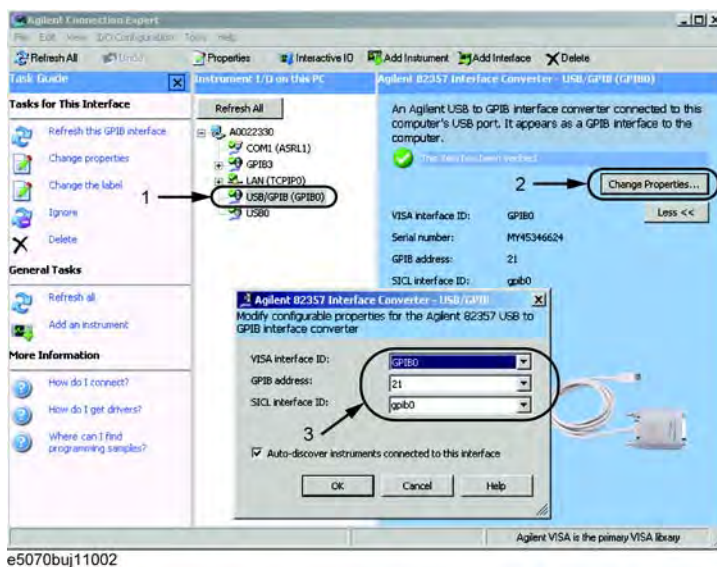 Agilent Connection Expert
File Edit View I/O Configuration Tools Help
Refresh All Undo Properties Interactive IO Add Instrument Add Interface Delete
Task Guide
Instrument I/O on this PC
Agilent 82357 Interface Converter - USB/GPIB (GPIB0)
Tasks for This Interface
Refresh this GPIB interface
Change properties
Change the label
Ignore
Delete
General Tasks
Refresh all
Add an instrument
More Information
How do I connect?
How do I get drivers?
Where can I find
programming samples?
Refresh All
A0022330
COM1 (ASRL1)
GPIB3
LAN (TCPIP0)
1
USB/GPIB (GPIB0)
USB0
An Agilent USB to GPIB interface converter connected to this
computer's USB port. It appears as a GPIB interface to the
computer.
This item has been verified
2
Change Properties...
Less <<
VISA interface ID: GPIB0
Serial number: MY45346624
GPIB address: 21
SICL interface ID: gpib0
Agilent 82357 Interface Converter - USB/GPIB
Modify configurable properties for the Agilent 82357 USB to
GPIB interface converter
VISA interface ID: GPIB0
GPIB address: 21
SICL interface ID: gpib0
3
Auto-discover instruments connected to this interface
OK Cancel Help
Agilent VISA is the primary VISA library
e5070buj11002